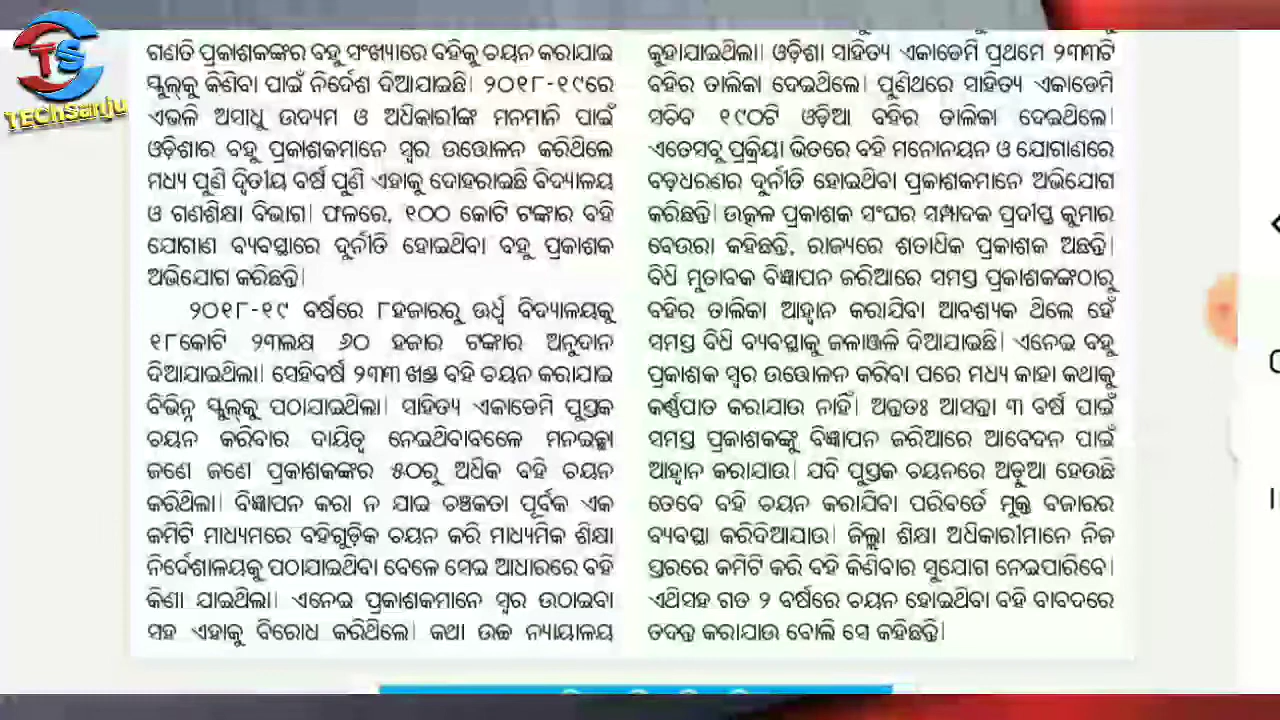 TS
TEChSanju
ଗଣତି ପ୍ରକାଶକଙ୍କର ବହୁ ସଂଖ୍ୟାରେ ବହିକୁ ଚୟନ କରାଯାଇ
ସ୍କୁଲ୍‌କୁ କିଣିବା ପାଇଁ ନିର୍ଦେଶ ଦିଆଯାଇଛି। ୨୦୧୮-୧୯ରେ
ଏଭଳି ଅସାଧୁ ଉଦ୍ୟମ ଓ ଅଧିକାରୀଙ୍କ ମନମାନି ପାଇଁ
ଓଡ଼ିଶାର ବହୁ ପ୍ରକାଶକମାନେ ସ୍ୱର ଉତ୍ତୋଳନ କରିଥିଲେ
ମଧ୍ୟ ପୁଣି ଦ୍ୱିତୀୟ ବର୍ଷ ପୁଣି ଏହାକୁ ଦୋହରାଇଛି ବିଦ୍ୟାଳୟ
ଓ ଗଣଶିକ୍ଷା ବିଭାଗ। ଫଳରେ, ୧୦୦ କୋଟି ଟଙ୍କାର ବହି
ଯୋଗାଣ ବ୍ୟବସ୍ଥାରେ ଦୁର୍ନୀତି ହୋଇଥିବା ବହୁ ପ୍ରକାଶକ
ଅଭିଯୋଗ କରିଛନ୍ତି।
୨୦୧୮-୧୯ ବର୍ଷରେ ୮ହଜାରରୁ ଊର୍ଧ୍ୱ ବିଦ୍ୟାଳୟକୁ
୧୮କୋଟି ୨୩ଲକ୍ଷ ୬୦ ହଜାର ଟଙ୍କାର ଅନୁଦାନ
ଦିଆଯାଇଥିଲା। ସେହିବର୍ଷ ୨୩୩ ଖଣ୍ଡ ବହି ଚୟନ କରାଯାଇ
ବିଭିନ୍ନ ସ୍କୁଲ୍‌କୁ ପଠାଯାଇଥିଲା। ସାହିତ୍ୟ ଏକାଡେମି ପୁସ୍ତକ
ଚୟନ କରିବାର ଦାୟିତ୍ୱ ନେଇଥିବାବେଳେ ମନଇଚ୍ଛା
ଜଣେ ଜଣେ ପ୍ରକାଶକଙ୍କର ୫୦ରୁ ଅଧିକ ବହି ଚୟନ
କରିଥିଲା। ବିଜ୍ଞାପନ କରା ନ ଯାଇ ଚଞ୍ଚକତା ପୂର୍ବକ ଏକ
କମିଟି ମାଧ୍ୟମରେ ବହିଗୁଡ଼ିକ ଚୟନ କରି ମାଧ୍ୟମିକ ଶିକ୍ଷା
ନିର୍ଦେଶାଳୟକୁ ପଠାଯାଇଥିବା ବେଳେ ସେଇ ଆଧାରରେ ବହି
କିଣା ଯାଇଥିଲା। ଏନେଇ ପ୍ରକାଶକମାନେ ସ୍ୱର ଉଠାଇବା
ସହ ଏହାକୁ ବିରୋଧ କରିଥିଲେ। କଥା ଉଚ୍ଚ ନ୍ୟାୟାଳୟ
କୁହାଯାଇଥିଲା। ଓଡ଼ିଶା ସାହିତ୍ୟ ଏକାଡେମି ପ୍ରଥମେ ୨୩୩ଟି
ବହିର ତାଲିକା ଦେଇଥିଲେ। ପୁଣିଥରେ ସାହିତ୍ୟ ଏକାଡେମି
ସଚିବ ୧୯୦ଟି ଓଡ଼ିଆ ବହିର ତାଲିକା ଦେଇଥିଲେ।
ଏତେସବୁ ପ୍ରକ୍ରିୟା ଭିତରେ ବହି ମନୋନୟନ ଓ ଯୋଗାଣରେ
ବଡ଼ଧରଣର ଦୁର୍ନୀତି ହୋଇଥିବା ପ୍ରକାଶକମାନେ ଅଭିଯୋଗ
କରିଛନ୍ତି। ଉତ୍କଳ ପ୍ରକାଶକ ସଂଘର ସମ୍ପାଦକ ପ୍ରଦୀପ୍ତ କୁମାର
ବେଉରା କହିଛନ୍ତି, ରାଜ୍ୟରେ ଶତାଧିକ ପ୍ରକାଶକ ଅଛନ୍ତି।
ବିଧି ମୁତାବକ ବିଜ୍ଞାପନ ଜରିଆରେ ସମସ୍ତ ପ୍ରକାଶକଙ୍କଠାରୁ
ବହିର ତାଲିକା ଆହ୍ୱାନ କରାଯିବା ଆବଶ୍ୟକ ଥିଲେ ହେଁ
ସମସ୍ତ ବିଧି ବ୍ୟବସ୍ଥାକୁ ଜଳାଞ୍ଜଳି ଦିଆଯାଇଛି। ଏନେଇ ବହୁ
ପ୍ରକାଶକ ସ୍ୱର ଉତ୍ତୋଳନ କରିବା ପରେ ମଧ୍ୟ କାହା କଥାକୁ
କର୍ଣ୍ଣପାତ କରାଯାଉ ନାହିଁ। ଅନ୍ତତଃ ଆସନ୍ତା ୩ ବର୍ଷ ପାଇଁ
ସମସ୍ତ ପ୍ରକାଶକଙ୍କୁ ବିଜ୍ଞାପନ ଜରିଆରେ ଆବେଦନ ପାଇଁ
ଆହ୍ୱାନ କରାଯାଉ। ଯଦି ପୁସ୍ତକ ଚୟନରେ ଅଡୁଆ ହେଉଛି
ତେବେ ବହି ଚୟନ କରାଯିବା ପରିବର୍ତେ ମୁକ୍ତ ବଜାରର
ବ୍ୟବସ୍ଥା କରିଦିଆଯାଉ। ଜିଲ୍ଲା ଶିକ୍ଷା ଅଧିକାରୀମାନେ ନିଜ
ସ୍ତରରେ କମିଟି କରି ବହି କିଣିବାର ସୁଯୋଗ ନେଇପାରିବେ।
ଏଥିସହ ଗତ ୨ ବର୍ଷରେ ଚୟନ ହୋଇଥିବା ବହି ବାବଦରେ
ତଦନ୍ତ କରାଯାଉ ବୋଲି ସେ କହିଛନ୍ତି।